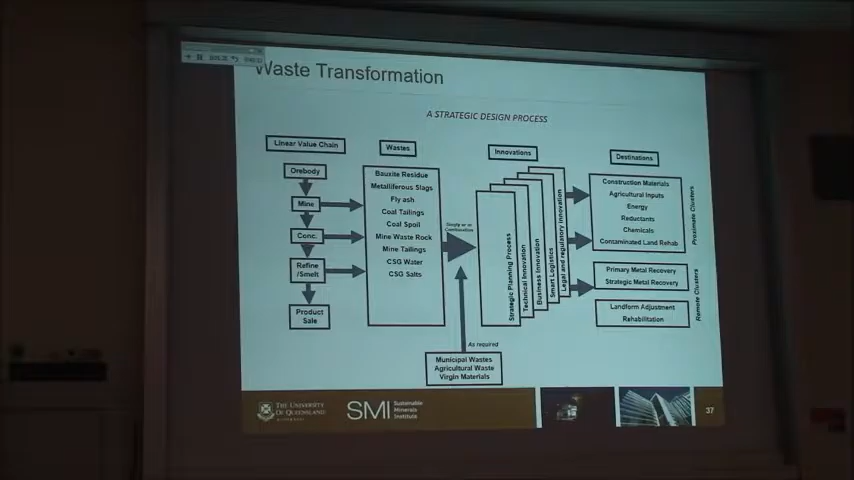 Waste Transformation
A STRATEGIC DESIGN PROCESS
Linear Value Chain
Orebody
Mine
Conc.
Refine
/Smelt
Product
Sale
Wastes
Bauxite Residue
Metalliferous Slags
Fly ash
Coal Tailings
Coal Spoil
Mine Waste Rock
Mine Tailings
CSG Water
CSG Salts
Singly or in
Combination
As required
Municipal Wastes
Agricultural Waste
Virgin Materials
Innovations
Strategic Planning Process
Technical Innovation
Business Innovation
Smart Logistics
Legal and regulatory innovation
Destinations
Construction Materials
Agricultural Inputs
Energy
Reductants
Chemicals
Contaminated Land Rehab
Proximate Clusters
Primary Metal Recovery
Strategic Metal Recovery
Landform Adjustment
Rehabilitation
Remote Clusters
THE UNIVERSITY
OF QUEENSLAND
SMI
Sustainable
Minerals
Institute
37